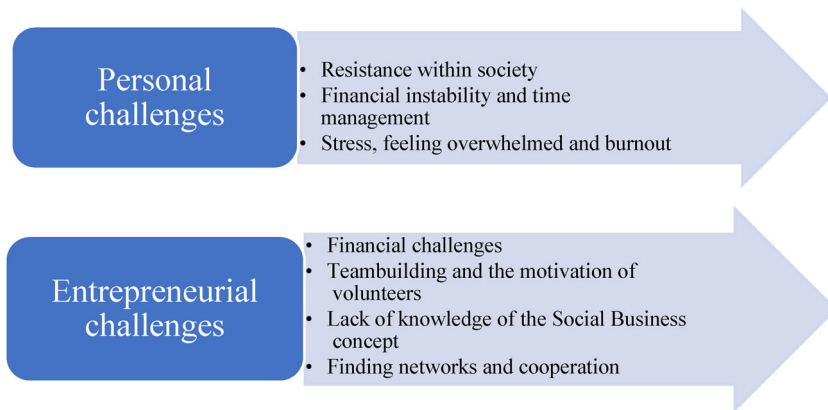 Personal
challenges
• Resistance within society
• Financial instability and time
management
• Stress, feeling overwhelmed and burnout
Entrepreneurial
challenges
• Financial challenges
• Teambuilding and the motivation of
volunteers
• Lack of knowledge of the Social Business
concept
• Finding networks and cooperation